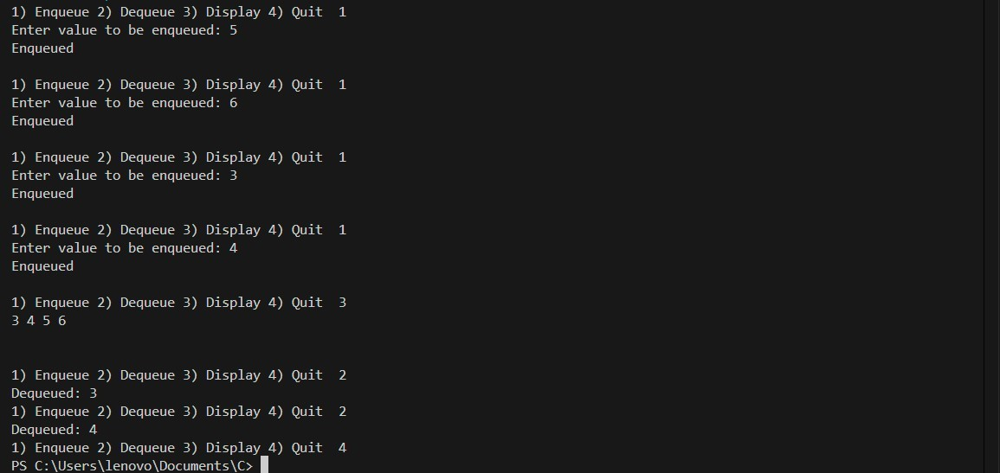 1) Enqueue 2) Dequeue 3) Display 4) Quit  1
Enter value to be enqueued: 5
Enqueued
1) Enqueue 2) Dequeue 3) Display 4) Quit  1
Enter value to be enqueued: 6
Enqueued
1) Enqueue 2) Dequeue 3) Display 4) Quit  1
Enter value to be enqueued: 3
Enqueued
1) Enqueue 2) Dequeue 3) Display 4) Quit  1
Enter value to be enqueued: 4
Enqueued
1) Enqueue 2) Dequeue 3) Display 4) Quit  3
3 4 5 6
1) Enqueue 2) Dequeue 3) Display 4) Quit  2
Dequeued: 3
1) Enqueue 2) Dequeue 3) Display 4) Quit  2
Dequeued: 4
1) Enqueue 2) Dequeue 3) Display 4) Quit  4
PS C:\Users\lenovo\Documents\C>